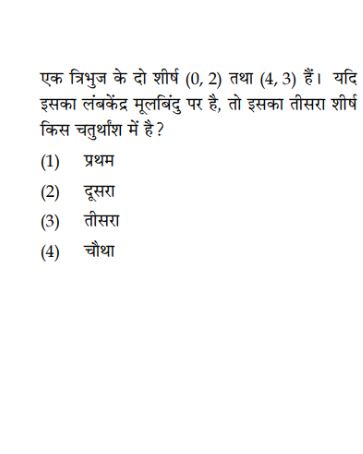 एक त्रिभुज के दो शीर्ष (0, 2) तथा (4, 3) हैं। यदि
इसका लंबकेंद्र मूलबिंदु पर है, तो इसका तीसरा शीर्ष
किस चतुर्थांश में है?
(1) प्रथम
(2) दूसरा
(3) तीसरा
(4) चौथा